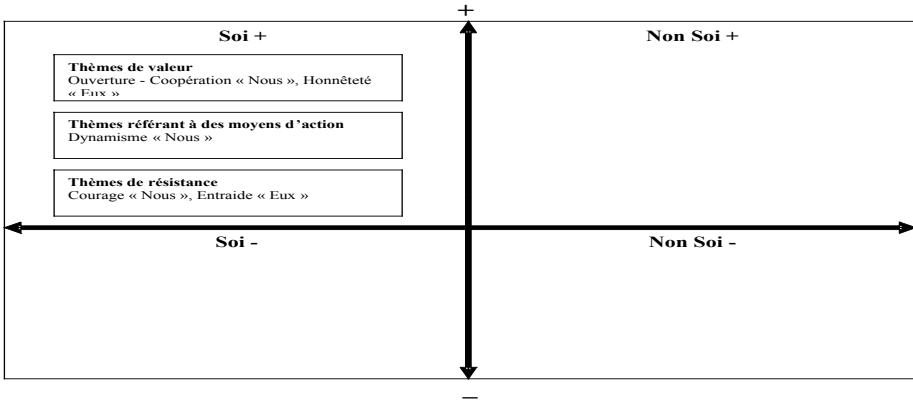 +
Soi +
Non Soi +
Thèmes de valeur
Ouverture - Coopération « Nous », Honnêteté
« Eux »
Thèmes référant à des moyens d'action
Dynamisme « Nous »
Thèmes de résistance
Courage « Nous », Entraide « Eux »
Soi -
Non Soi -
–